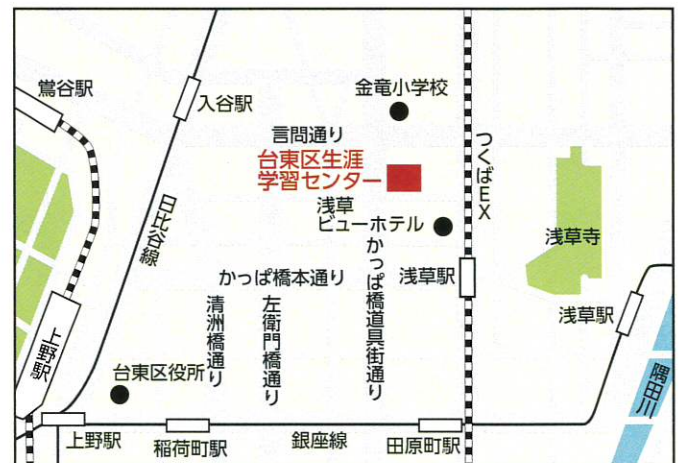 鶯谷駅
入谷駅
金竜小学校
言問通り
台東区生涯
学習センター
つくばEX
日比谷線
浅草
ビューホテル
浅草寺
かっぱ橋本通り
かっぱ橋道具街通り
浅草駅
清洲橋通り
左衛門橋通り
浅草駅
上野駅
台東区役所
隅田川
上野駅
稲荷町駅
銀座線
田原町駅